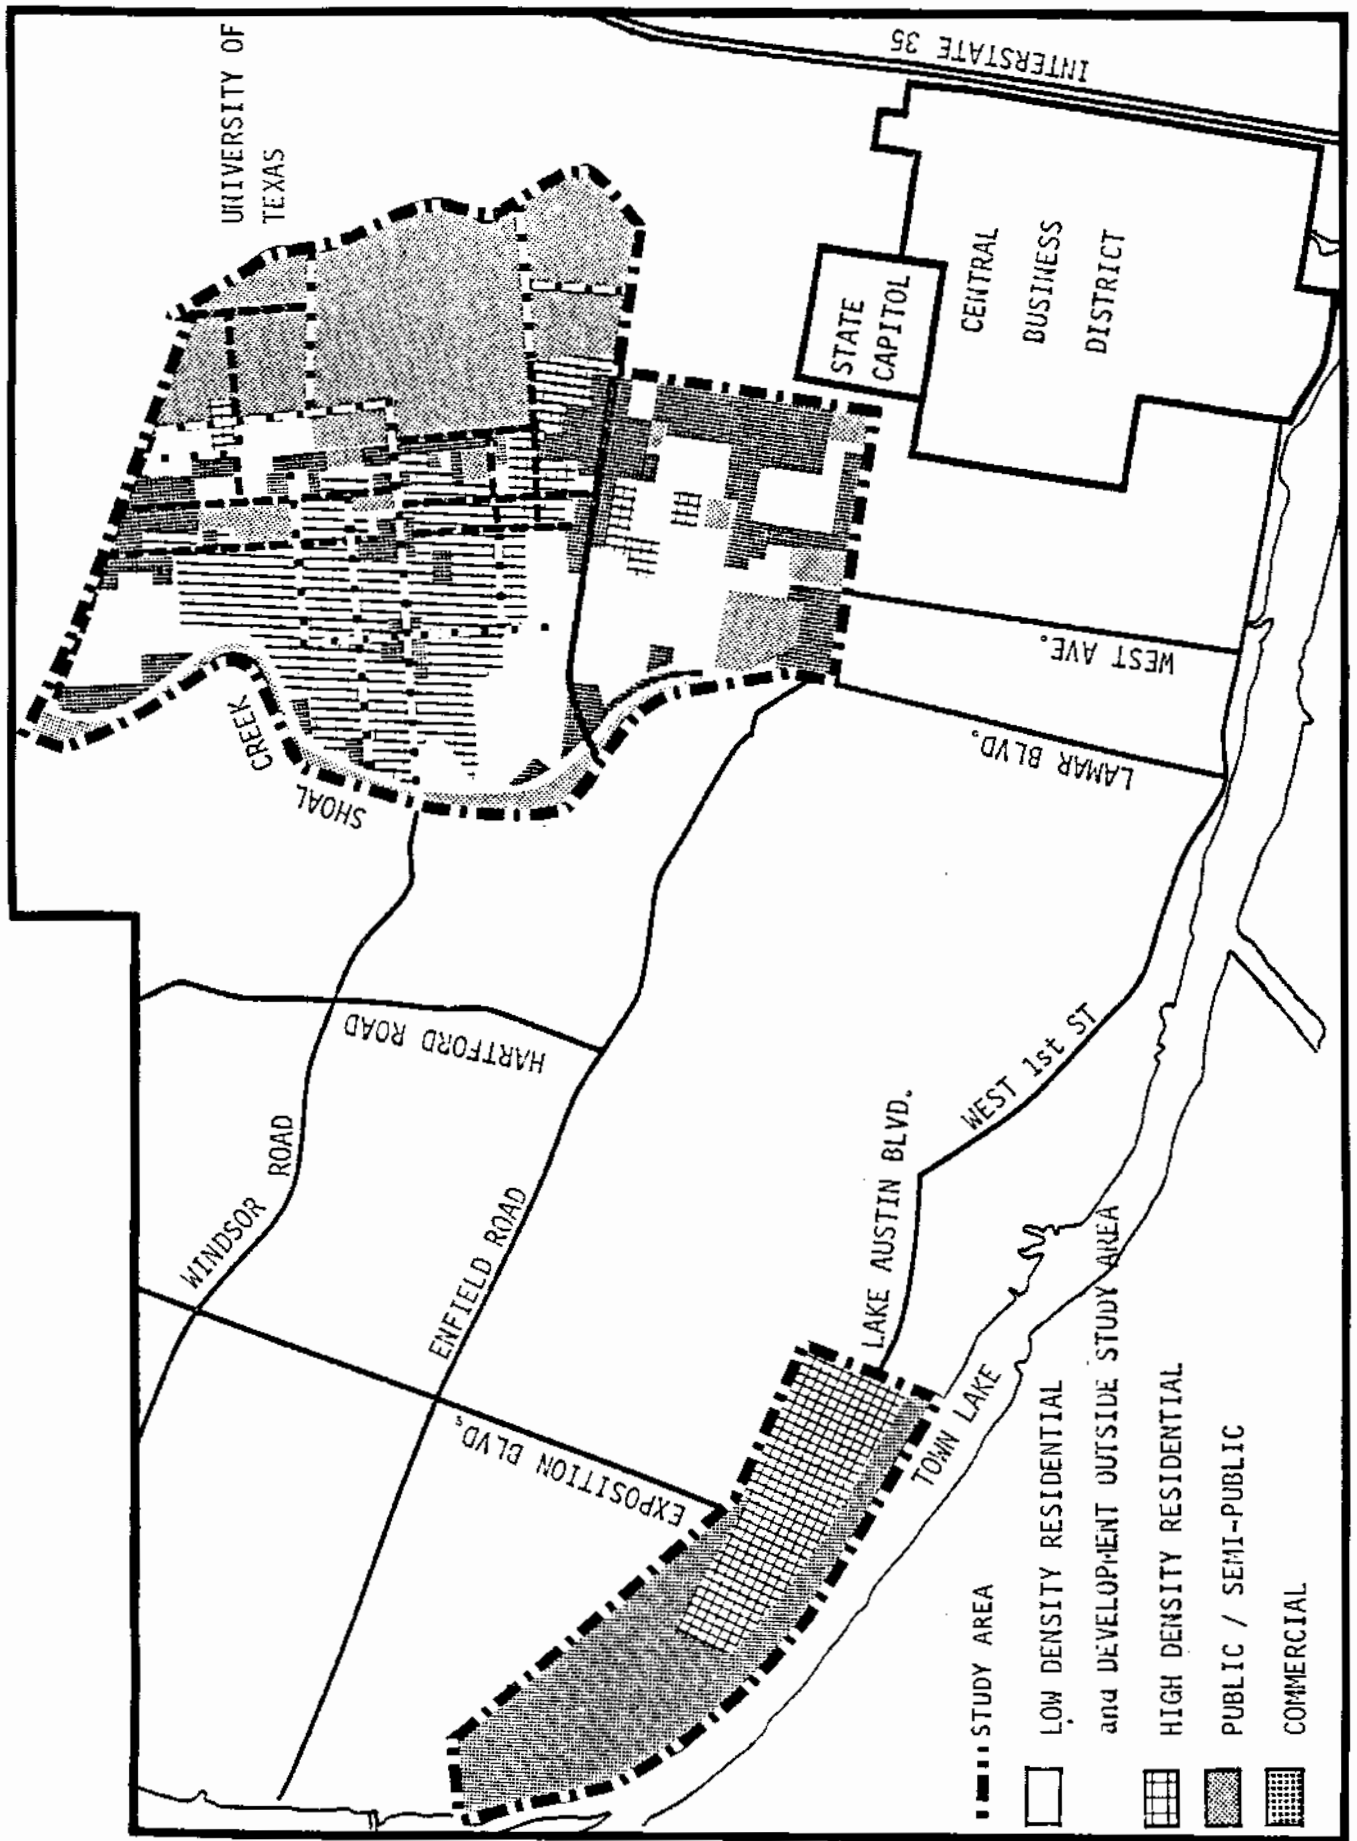 UNIVERSITY OF
TEXAS
INTERSTATE 35
STATE
CAPITOL
CENTRAL
BUSINESS
DISTRICT
SHOAL
CREEK
WEST AVE.
LAMAR BLVD.
HARTFORD ROAD
WINDSOR
ROAD
ENFIELD ROAD
EXPOSITION BLVD.
WEST 1st ST
LAKE AUSTIN BLVD.
TOWN LAKE
STUDY AREA
LOW DENSITY RESIDENTIAL
and DEVELOPMENT OUTSIDE STUDY AREA
HIGH DENSITY RESIDENTIAL
PUBLIC / SEMI-PUBLIC
COMMERCIAL